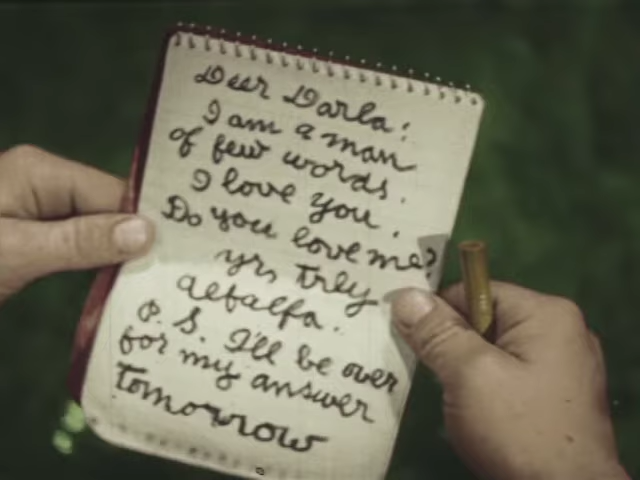 Deer Darla:
I am a man
of few words.
I love you.
Do you love me?
yrs. trly
Alfalfa.
P. S. I'll be over
for my answer
tomorrow